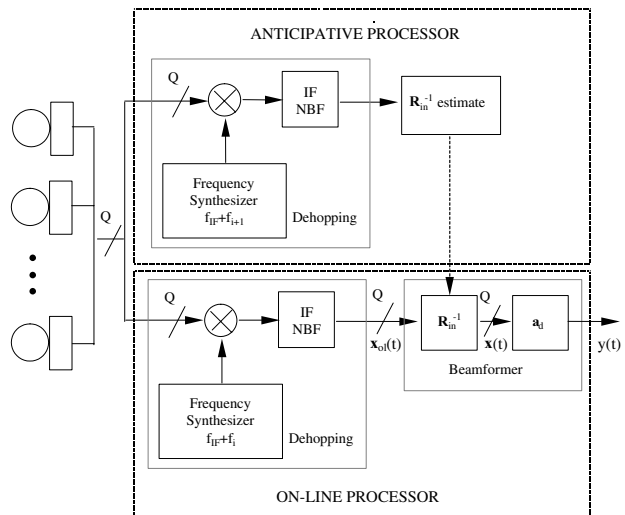 ANTICIPATIVE PROCESSOR
Q
IF
NBF
R_in^-1 estimate
Frequency
Synthesizer
f_IF+f_i+1
Dehopping
Q
Q
IF
NBF
Q
x_ol(t)
R_in^-1
Q
x(t)
a_d
y(t)
Beamformer
Frequency
Synthesizer
f_IF+f_i
Dehopping
ON-LINE PROCESSOR